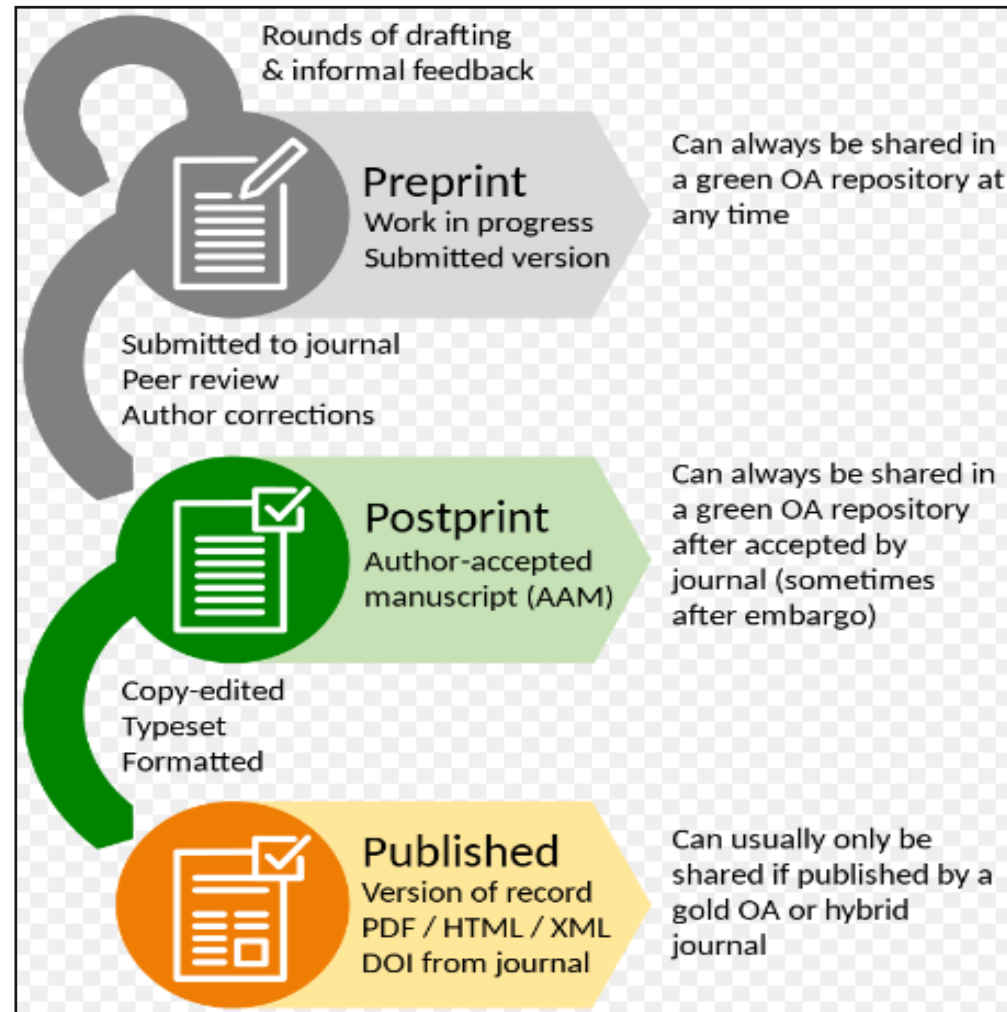 Rounds of drafting
& informal feedback
Preprint
Work in progress
Submitted version
Can always be shared in
a green OA repository at
any time
Submitted to journal
Peer review
Author corrections
Postprint
Author-accepted
manuscript (AAM)
Can always be shared in
a green OA repository
after accepted by
journal (sometimes
after embargo)
Copy-edited
Typeset
Formatted
Published
Version of record
PDF / HTML / XML
DOI from journal
Can usually only be
shared if published by a
gold OA or hybrid
journal